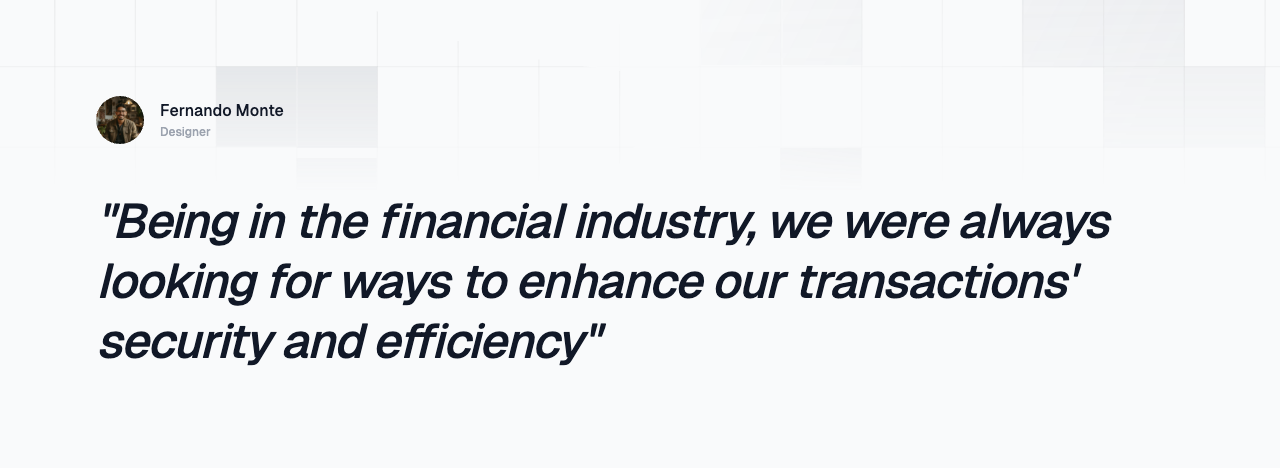 Fernando Monte
Designer
"Being in the financial industry, we were always
looking for ways to enhance our transactions'
security and efficiency"